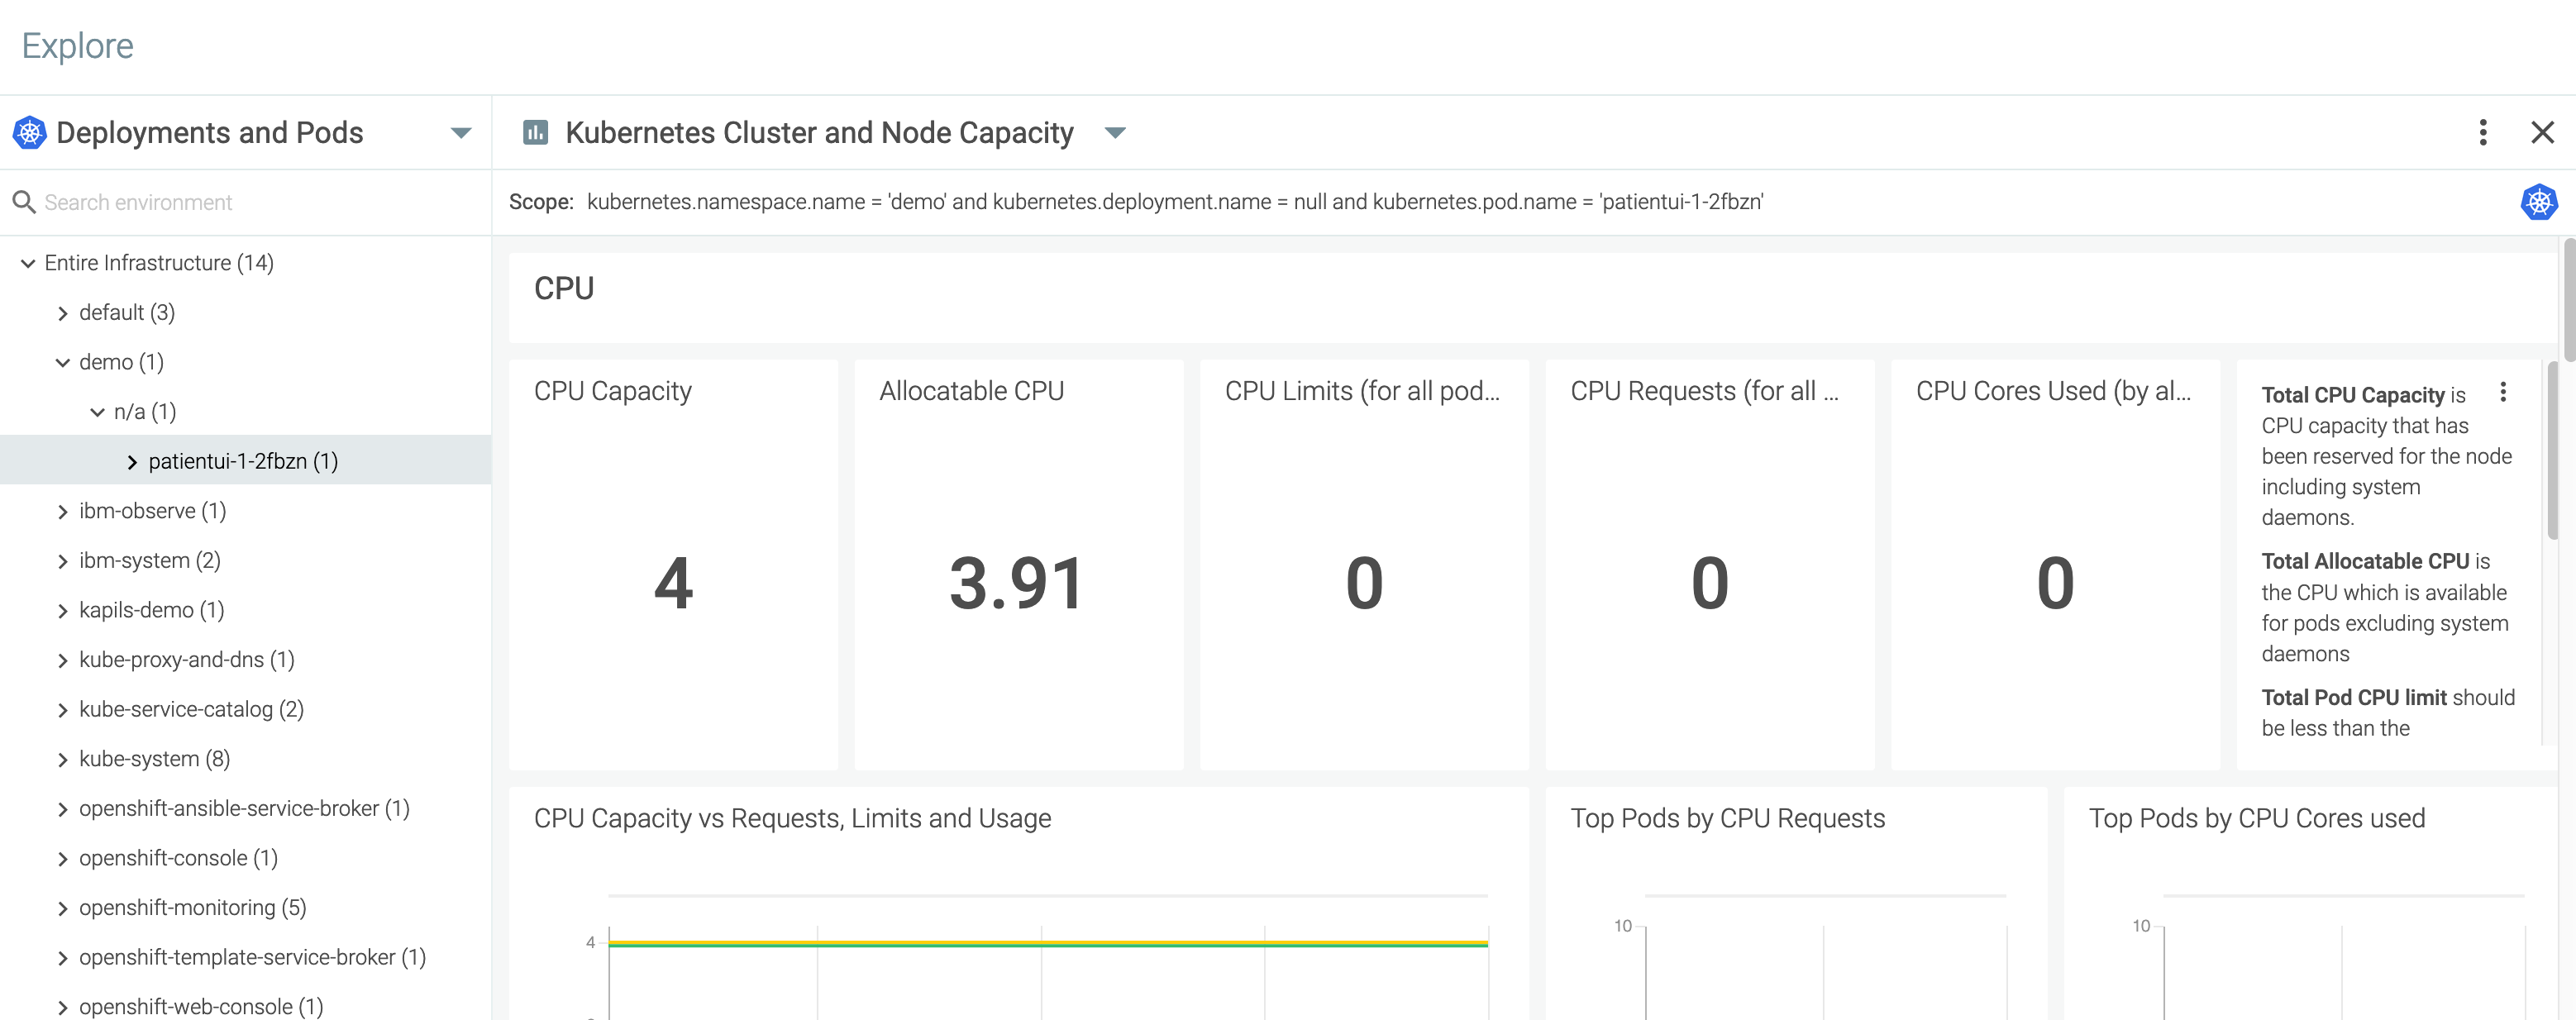 Explore
Deployments and Pods
Kubernetes Cluster and Node Capacity
Search environment
Scope: kubernetes.namespace.name = 'demo' and kubernetes.deployment.name = null and kubernetes.pod.name = 'patientui-1-2fbzn'
Entire Infrastructure (14)
default (3)
demo (1)
n/a (1)
patientui-1-2fbzn (1)
ibm-observe (1)
ibm-system (2)
kapils-demo (1)
kube-proxy-and-dns (1)
kube-service-catalog (2)
kube-system (8)
openshift-ansible-service-broker (1)
openshift-console (1)
openshift-monitoring (5)
openshift-template-service-broker (1)
openshift-web-console (1)
CPU
CPU Capacity
4
Allocatable CPU
3.91
CPU Limits (for all pod...
0
CPU Requests (for all ...
0
CPU Cores Used (by al...
0
Total CPU Capacity is
CPU capacity that has
been reserved for the node
including system
daemons.
Total Allocatable CPU is
the CPU which is available
for pods excluding system
daemons
Total Pod CPU limit should
be less than the
CPU Capacity vs Requests, Limits and Usage
4
Top Pods by CPU Requests
10
Top Pods by CPU Cores used
10